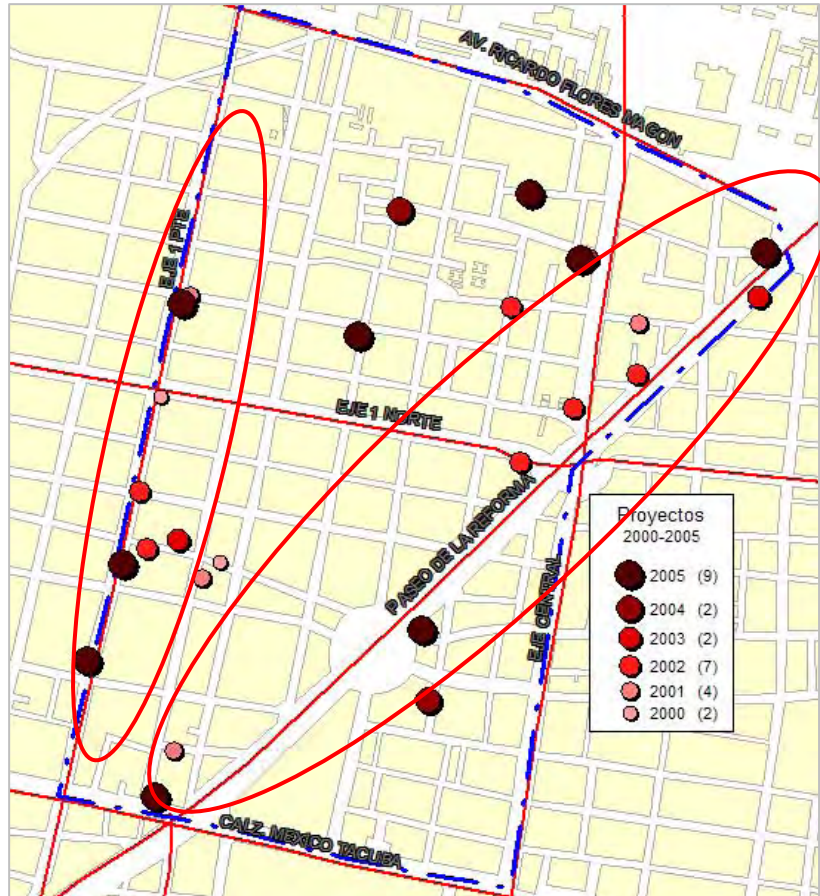 AV. RICARDO FLORES MAGON
EJE 1 PTE
EJE 1 NORTE
PASEO DE LA REFORMA
EJE CENTRAL
Proyectos
2000-2005
2005 (9)
2004 (2)
2003 (2)
2002 (7)
2001 (4)
2000 (2)
CALZ. MEXICO TACUBA